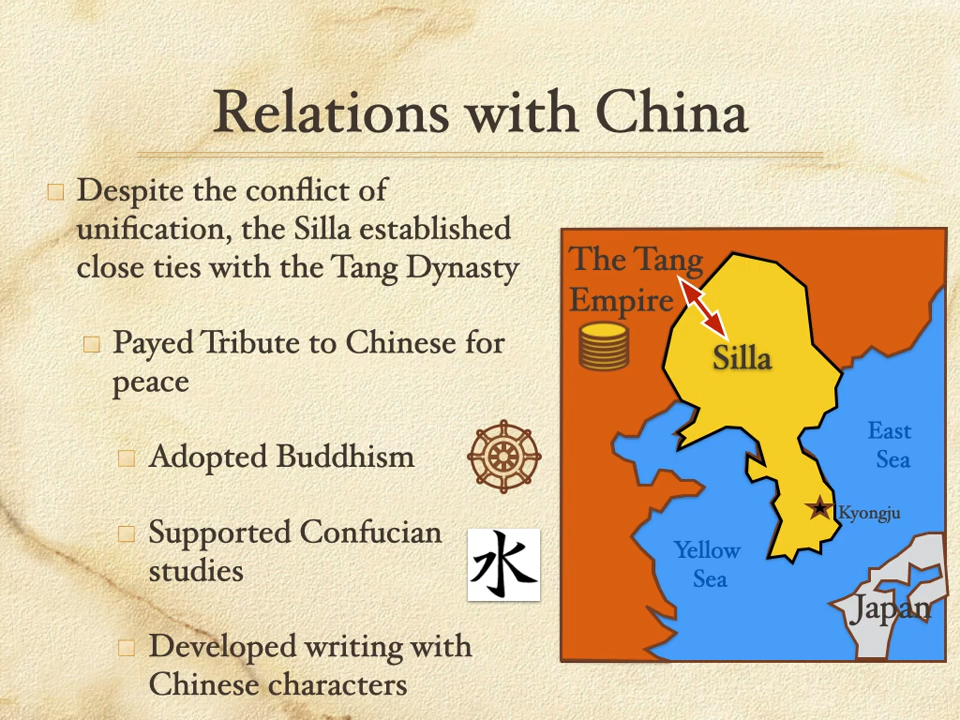 Relations with China
Despite the conflict of
unification, the Silla established
close ties with the Tang Dynasty
Payed Tribute to Chinese for
peace
Adopted Buddhism
Supported Confucian
studies
水
Developed writing with
Chinese characters
The Tang
Empire
Silla
East
Sea
Kyongju
Yellow
Sea
Japan